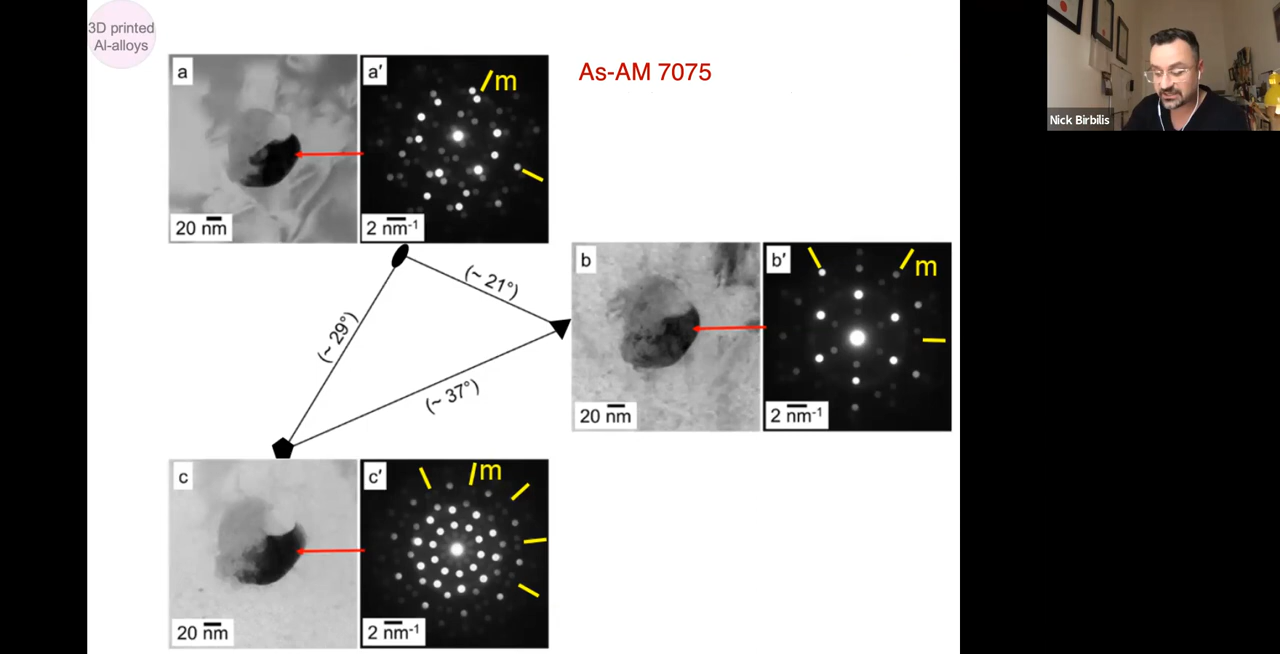 3D printed
Al-alloys
As-AM 7075
a
a′
m
20 nm
2 nm-1
Nick Birbilis
(~ 21°)
(~ 29°)
(~ 37°)
b
b′
m
20 nm
2 nm-1
c
c′
m
20 nm
2 nm-1